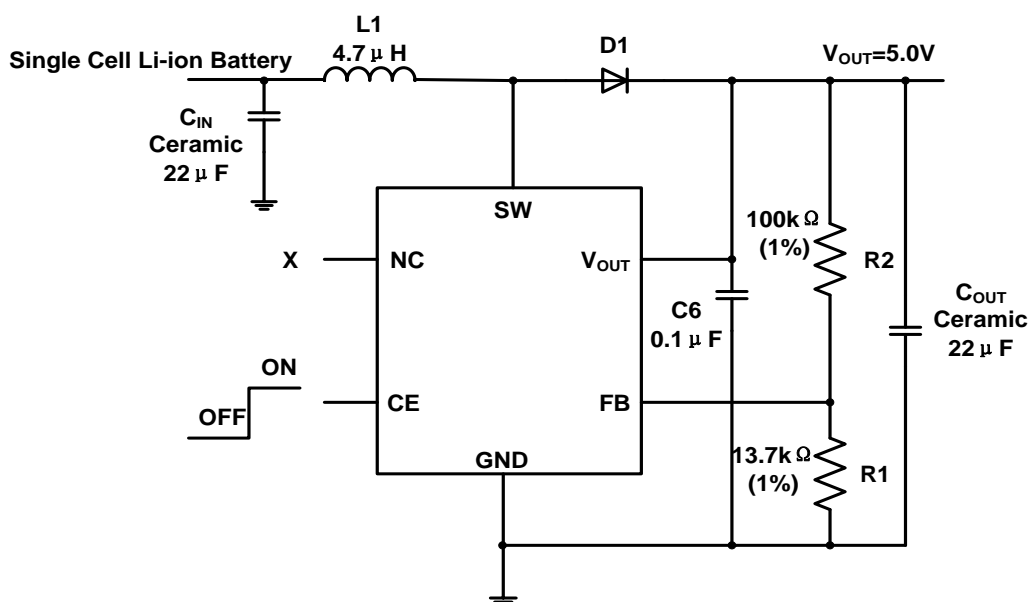 L1
4.7μH
D1
Single Cell Li-ion Battery
VOUT=5.0V
CIN
Ceramic
22μF
SW
100kΩ
(1%)
R2
X
NC
VOUT
C6
0.1μF
COUT
Ceramic
22μF
ON
OFF
CE
FB
GND
13.7kΩ
(1%)
R1